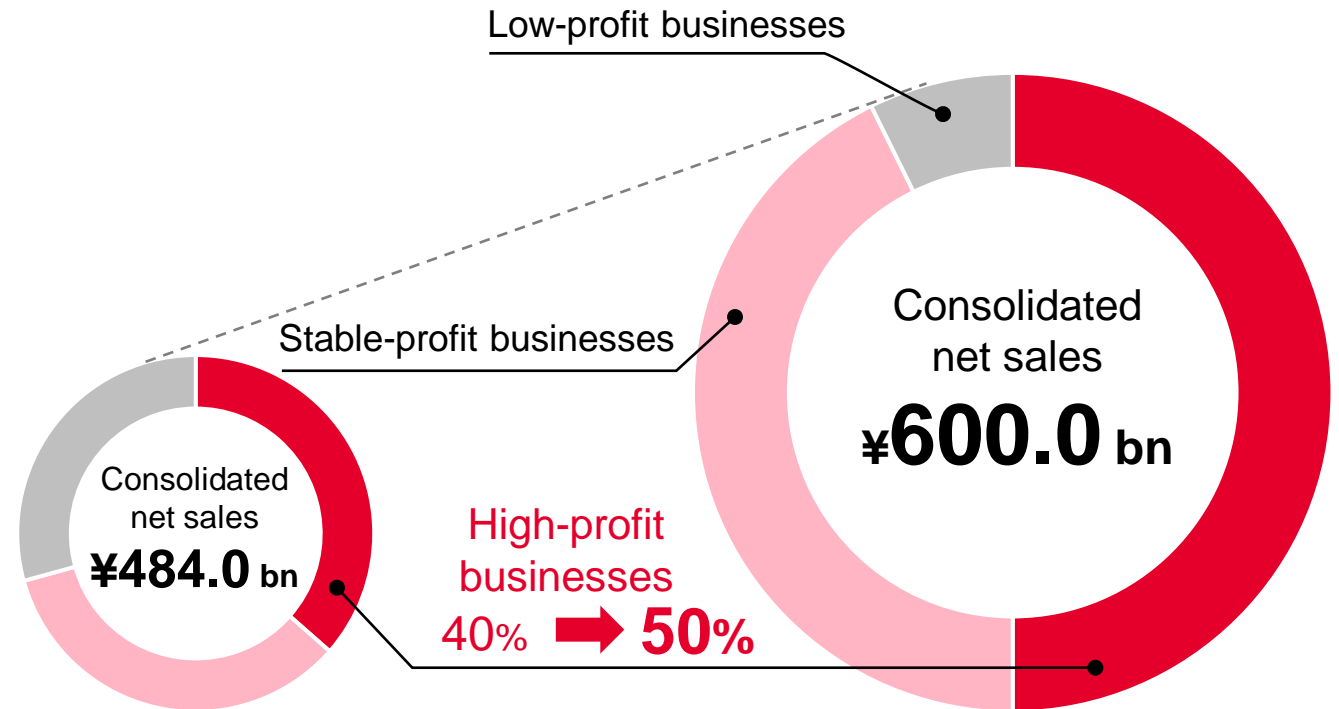 Low-profit businesses
Stable-profit businesses
Consolidated
net sales
¥600.0 bn
Consolidated
net sales
¥484.0 bn
High-profit
businesses
40% 50%